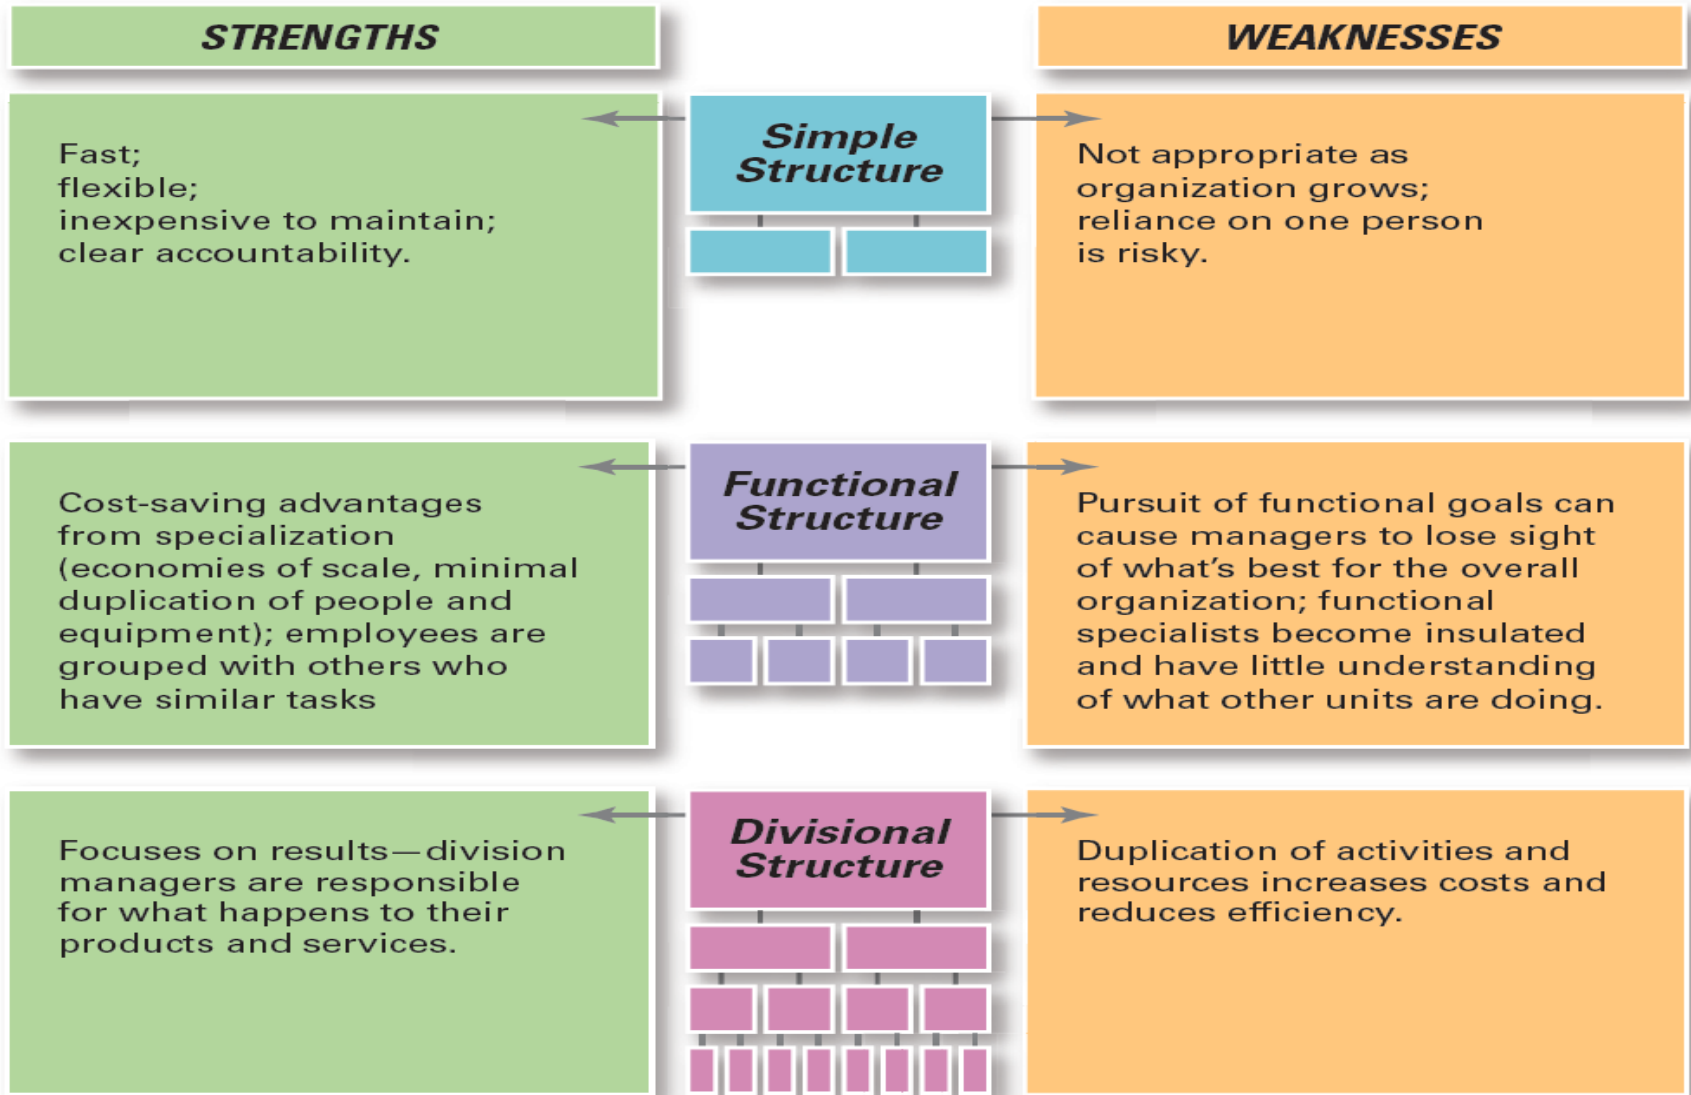 STRENGTHS
WEAKNESSES
Fast;
flexible;
inexpensive to maintain;
clear accountability.
Simple
Structure
Not appropriate as
organization grows;
reliance on one person
is risky.
Cost-saving advantages
from specialization
(economies of scale, minimal
duplication of people and
equipment); employees are
grouped with others who
have similar tasks
Functional
Structure
Pursuit of functional goals can
cause managers to lose sight
of what’s best for the overall
organization; functional
specialists become insulated
and have little understanding
of what other units are doing.
Focuses on results—division
managers are responsible
for what happens to their
products and services.
Divisional
Structure
Duplication of activities and
resources increases costs and
reduces efficiency.